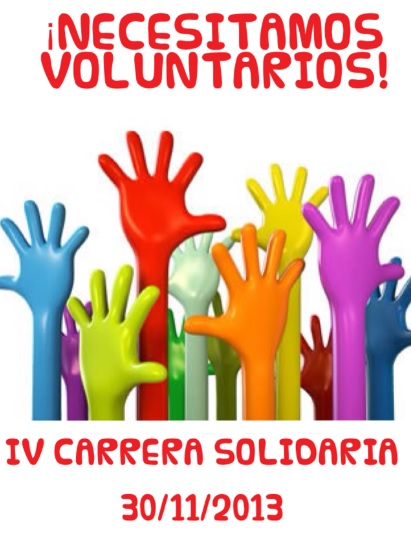 ¡NECESITAMOS
VOLUNTARIOS!
IV CARRERA SOLIDARIA
30/11/2013